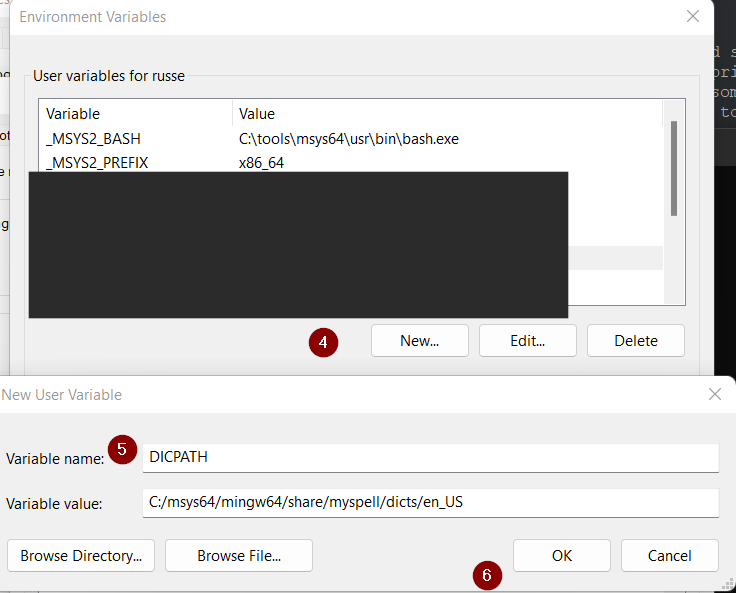 Environment Variables
User variables for russe
Variable Value
_MSYS2_BASH C:\tools\msys64\usr\bin\bash.exe
_MSYS2_PREFIX x86_64
4 New... Edit... Delete
New User Variable
5
Variable name: DICPATH
Variable value: C:/msys64/mingw64/share/myspell/dicts/en_US
Browse Directory... Browse File... OK Cancel
6